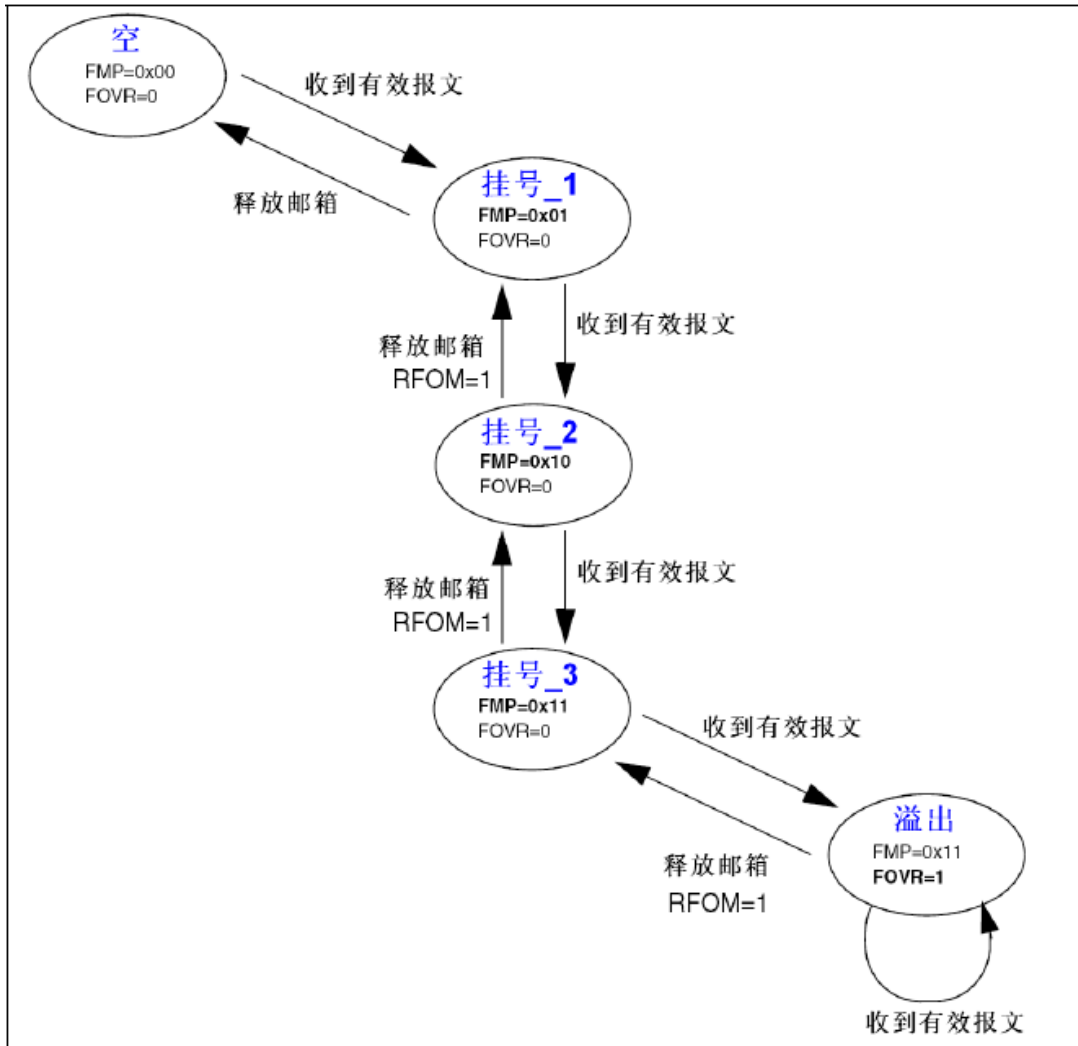 空
FMP=0x00
FOVR=0
收到有效报文
释放邮箱
挂号_1
FMP=0x01
FOVR=0
收到有效报文
释放邮箱
RFOM=1
挂号_2
FMP=0x10
FOVR=0
收到有效报文
释放邮箱
RFOM=1
挂号_3
FMP=0x11
FOVR=0
收到有效报文
溢出
FMP=0x11
FOVR=1
释放邮箱
RFOM=1
收到有效报文